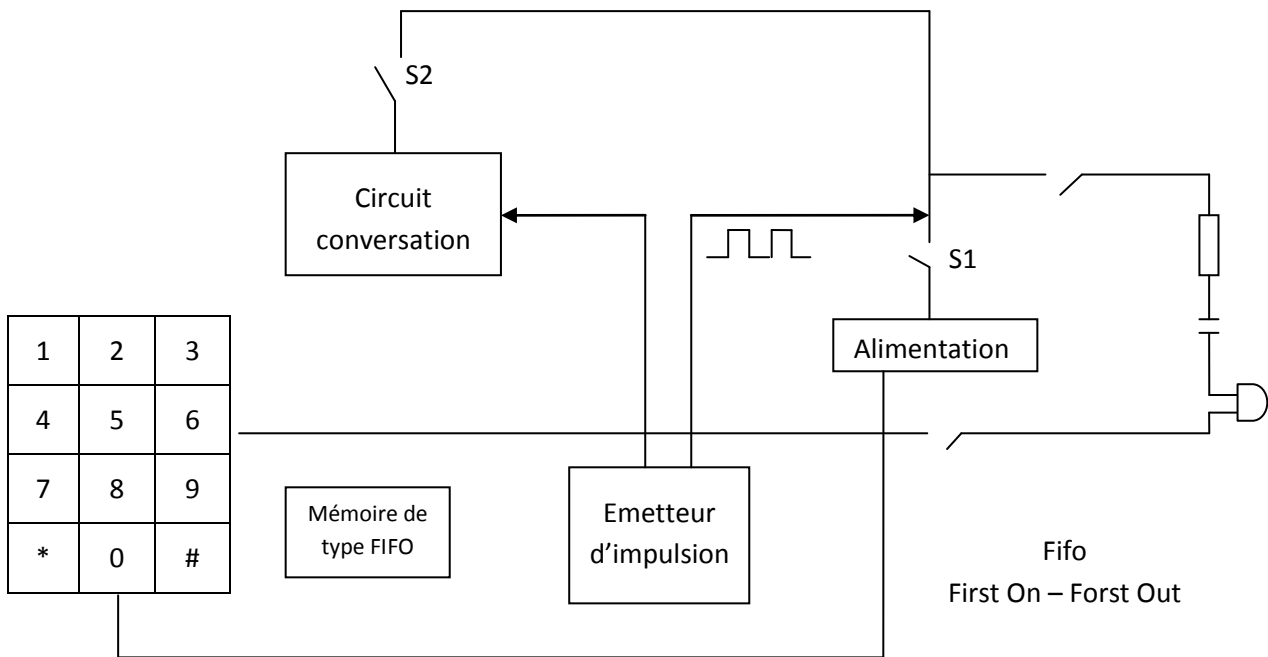 S2
Circuit
conversation
S1
Alimentation
1 2 3
4 5 6
7 8 9
* 0 #
Mémoire de
type FIFO
Emetteur
d’impulsion
Fifo
First On – Forst Out